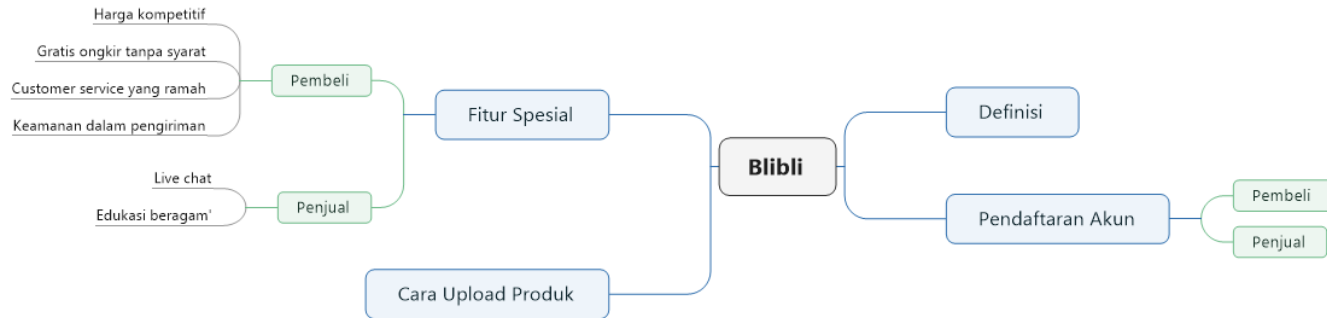 Blibli
Definisi
Pendaftaran Akun
Pembeli
Penjual
Fitur Spesial
Pembeli
Harga kompetitif
Gratis ongkir tanpa syarat
Customer service yang ramah
Keamanan dalam pengiriman
Penjual
Live chat
Edukasi beragam'
Cara Upload Produk